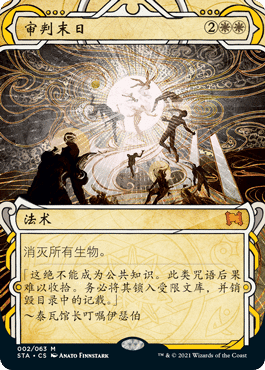 审判末日 2
法术
消灭所有生物。
「这绝不能成为公共知识。此类咒语后果
难以收拾。务必将其锁入受限文库，并销
毁目录中的记载。」
～泰瓦馆长叮嘱伊瑟伯
002/063 M
STA • CS ANATO FINNSTARK
™ & © 2021 Wizards of the Coast